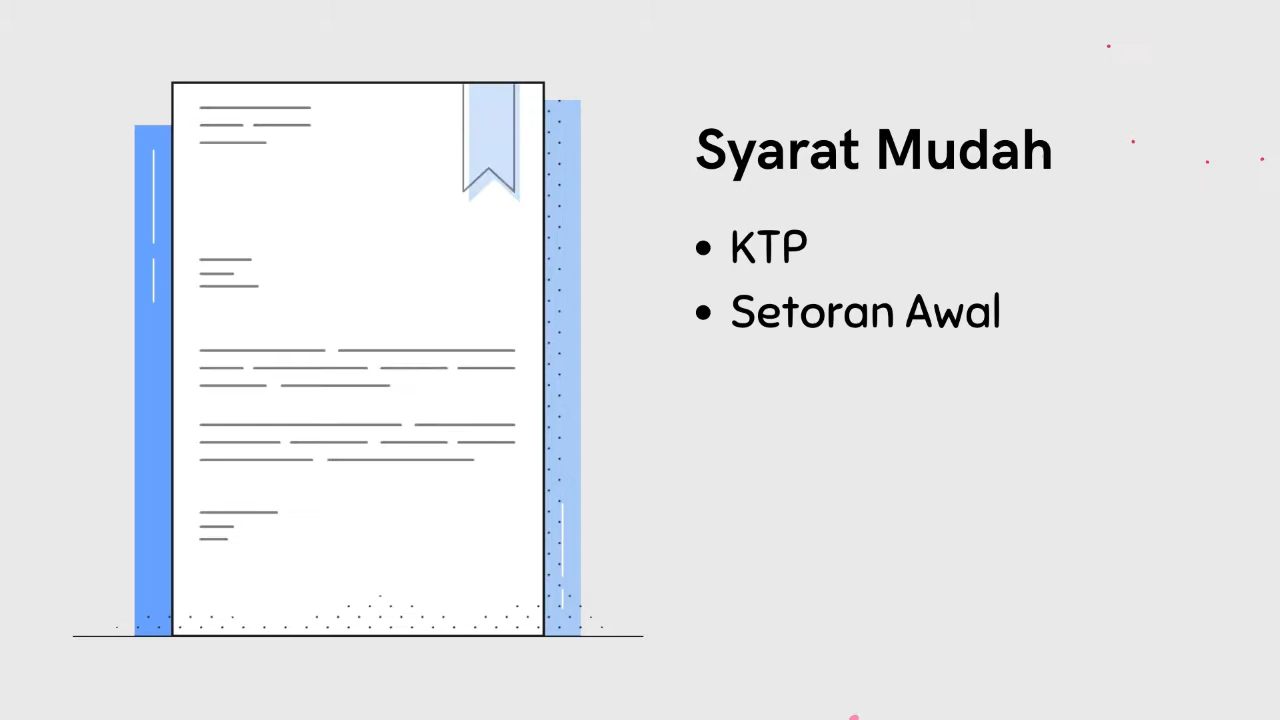 Syarat Mudah
• KTP
• Setoran Awal